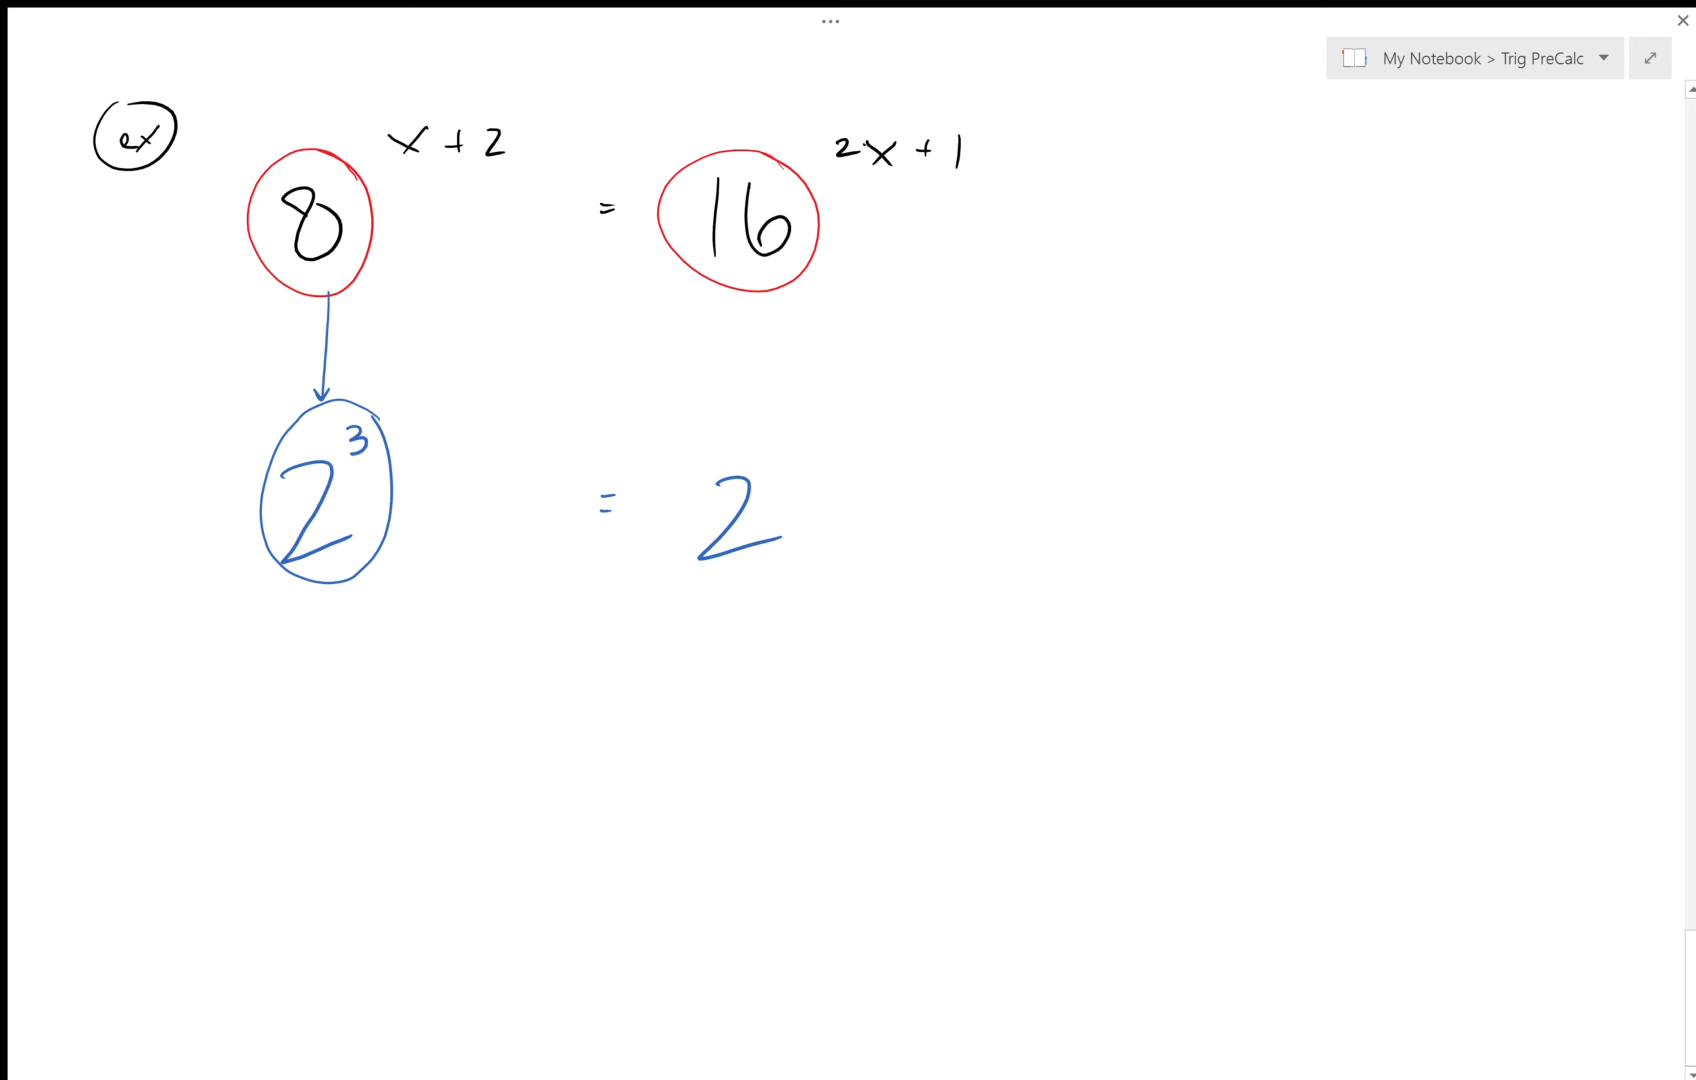 ...
My Notebook > Trig PreCalc
ex
8^{x + 2} = 16^{2x + 1}
2^3 = 2